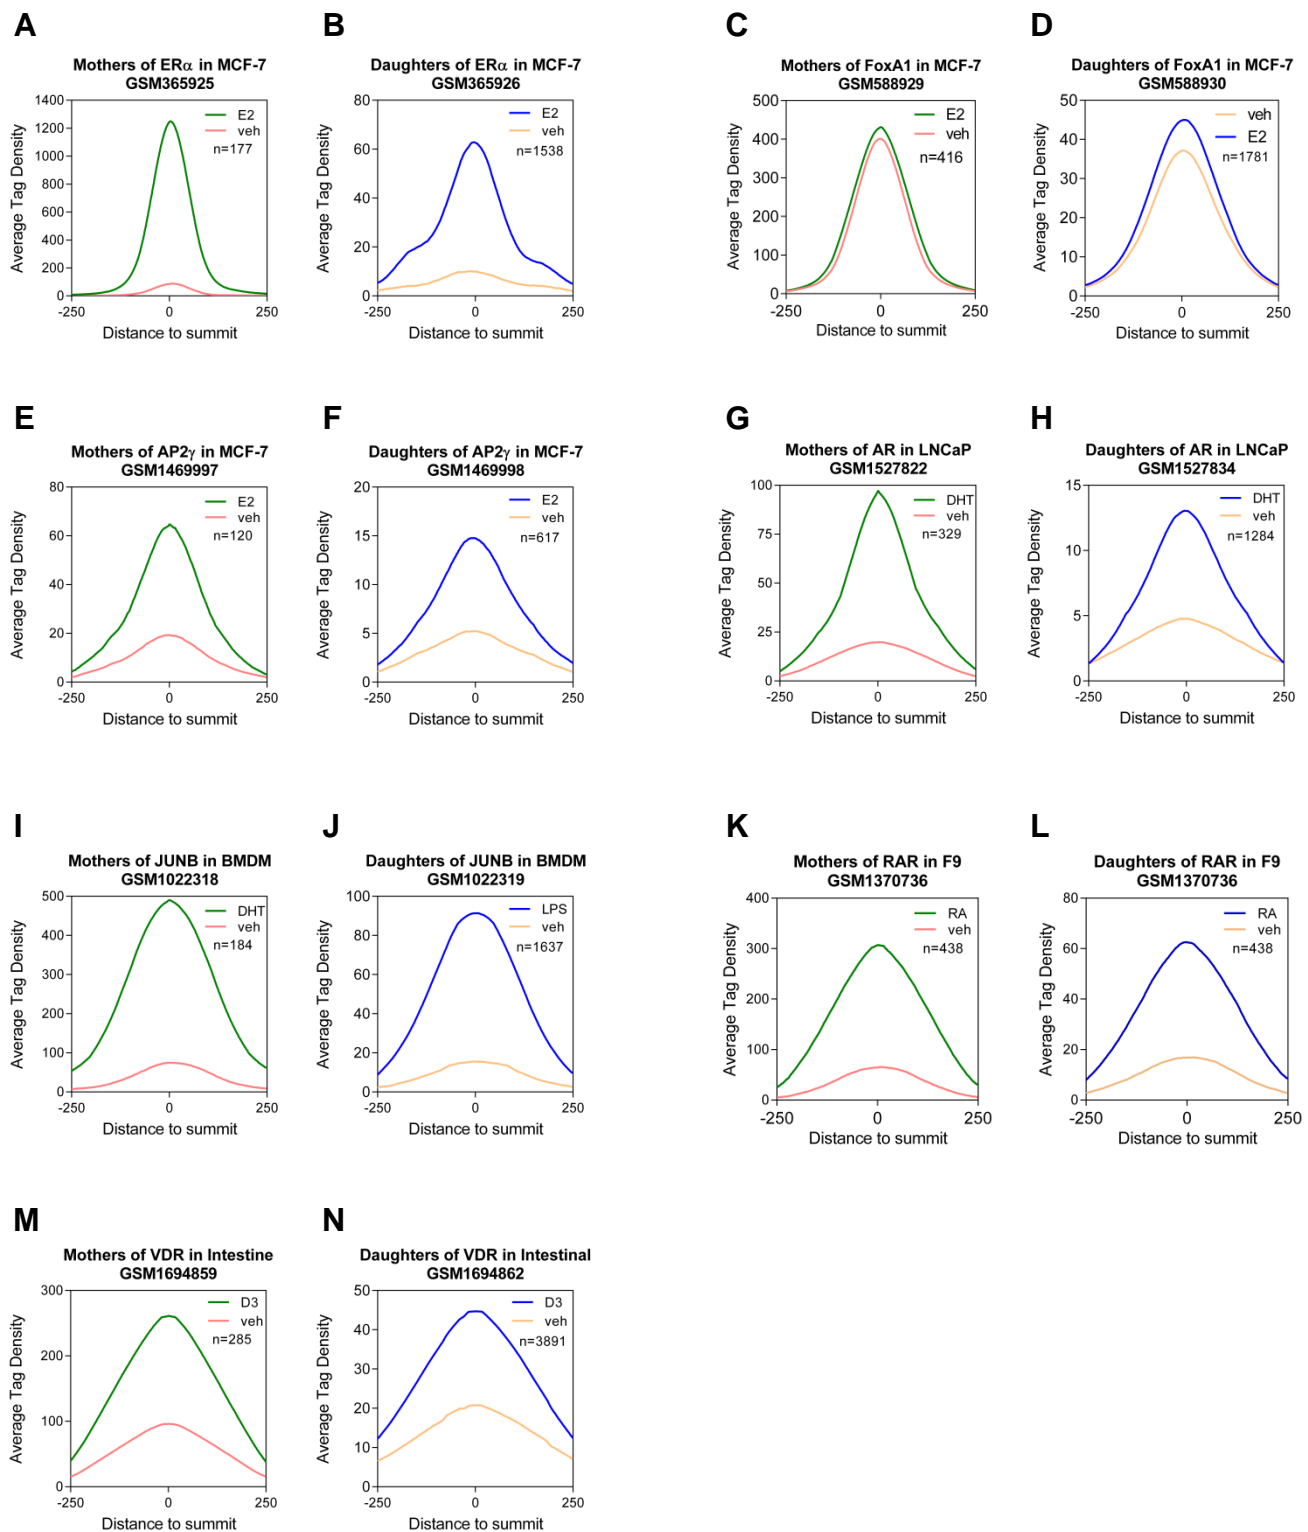 A
Mothers of ERα in MCF-7
GSM365925
Average Tag Density
1400
1200
1000
800
600
400
200
0
E2
veh
n=177
-250
0
250
Distance to summit
B
Daughters of ERα in MCF-7
GSM365926
Average Tag Density
80
60
40
20
0
E2
veh
n=1538
-250
0
250
Distance to summit
C
Mothers of FoxA1 in MCF-7
GSM588929
Average Tag Density
500
400
300
200
100
0
E2
veh
n=416
-250
0
250
Distance to summit
D
Daughters of FoxA1 in MCF-7
GSM588930
Average Tag Density
50
40
30
20
10
0
veh
E2
n=1781
-250
0
250
Distance to summit
E
Mothers of AP2γ in MCF-7
GSM1469997
Average Tag Density
80
60
40
20
0
E2
veh
n=120
-250
0
250
Distance to summit
F
Daughters of AP2γ in MCF-7
GSM1469998
Average Tag Density
20
15
10
5
0
E2
veh
n=617
-250
0
250
Distance to summit
G
Mothers of AR in LNCaP
GSM1527822
Average Tag Density
100
75
50
25
0
DHT
veh
n=329
-250
0
250
Distance to summit
H
Daughters of AR in LNCaP
GSM1527834
Average Tag Density
15
10
5
0
DHT
veh
n=1284
-250
0
250
Distance to summit
I
Mothers of JUNB in BMDM
GSM1022318
Average Tag Density
500
400
300
200
100
0
DHT
veh
n=184
-250
0
250
Distance to summit
J
Daughters of JUNB in BMDM
GSM1022319
Average Tag Density
100
80
60
40
20
0
LPS
veh
n=1637
-250
0
250
Distance to summit
K
Mothers of RAR in F9
GSM1370736
Average Tag Density
400
300
200
100
0
RA
veh
n=438
-250
0
250
Distance to summit
L
Daughters of RAR in F9
GSM1370736
Average Tag Density
80
60
40
20
0
RA
veh
n=438
-250
0
250
Distance to summit
M
Mothers of VDR in Intestine
GSM1694859
Average Tag Density
300
200
100
0
D3
veh
n=285
-250
0
250
Distance to summit
N
Daughters of VDR in Intestinal
GSM1694862
Average Tag Density
50
40
30
20
10
0
D3
veh
n=3891
-250
0
250
Distance to summit